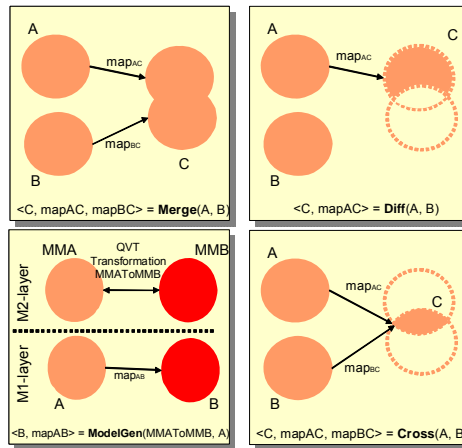 A
mapAC
mapBC
B
C
<C, mapAC, mapBC> = Merge(A, B)
A
C
mapAC
B
<C, mapAC> = Diff(A, B)
M2-layer
MMA
QVT
Transformation
MMAToMMB
MMB
M1-layer
mapAB
A
B
<B, mapAB> = ModelGen(MMAToMMB, A)
A
mapAC
C
mapBC
B
<C, mapAC, mapBC> = Cross(A, B)